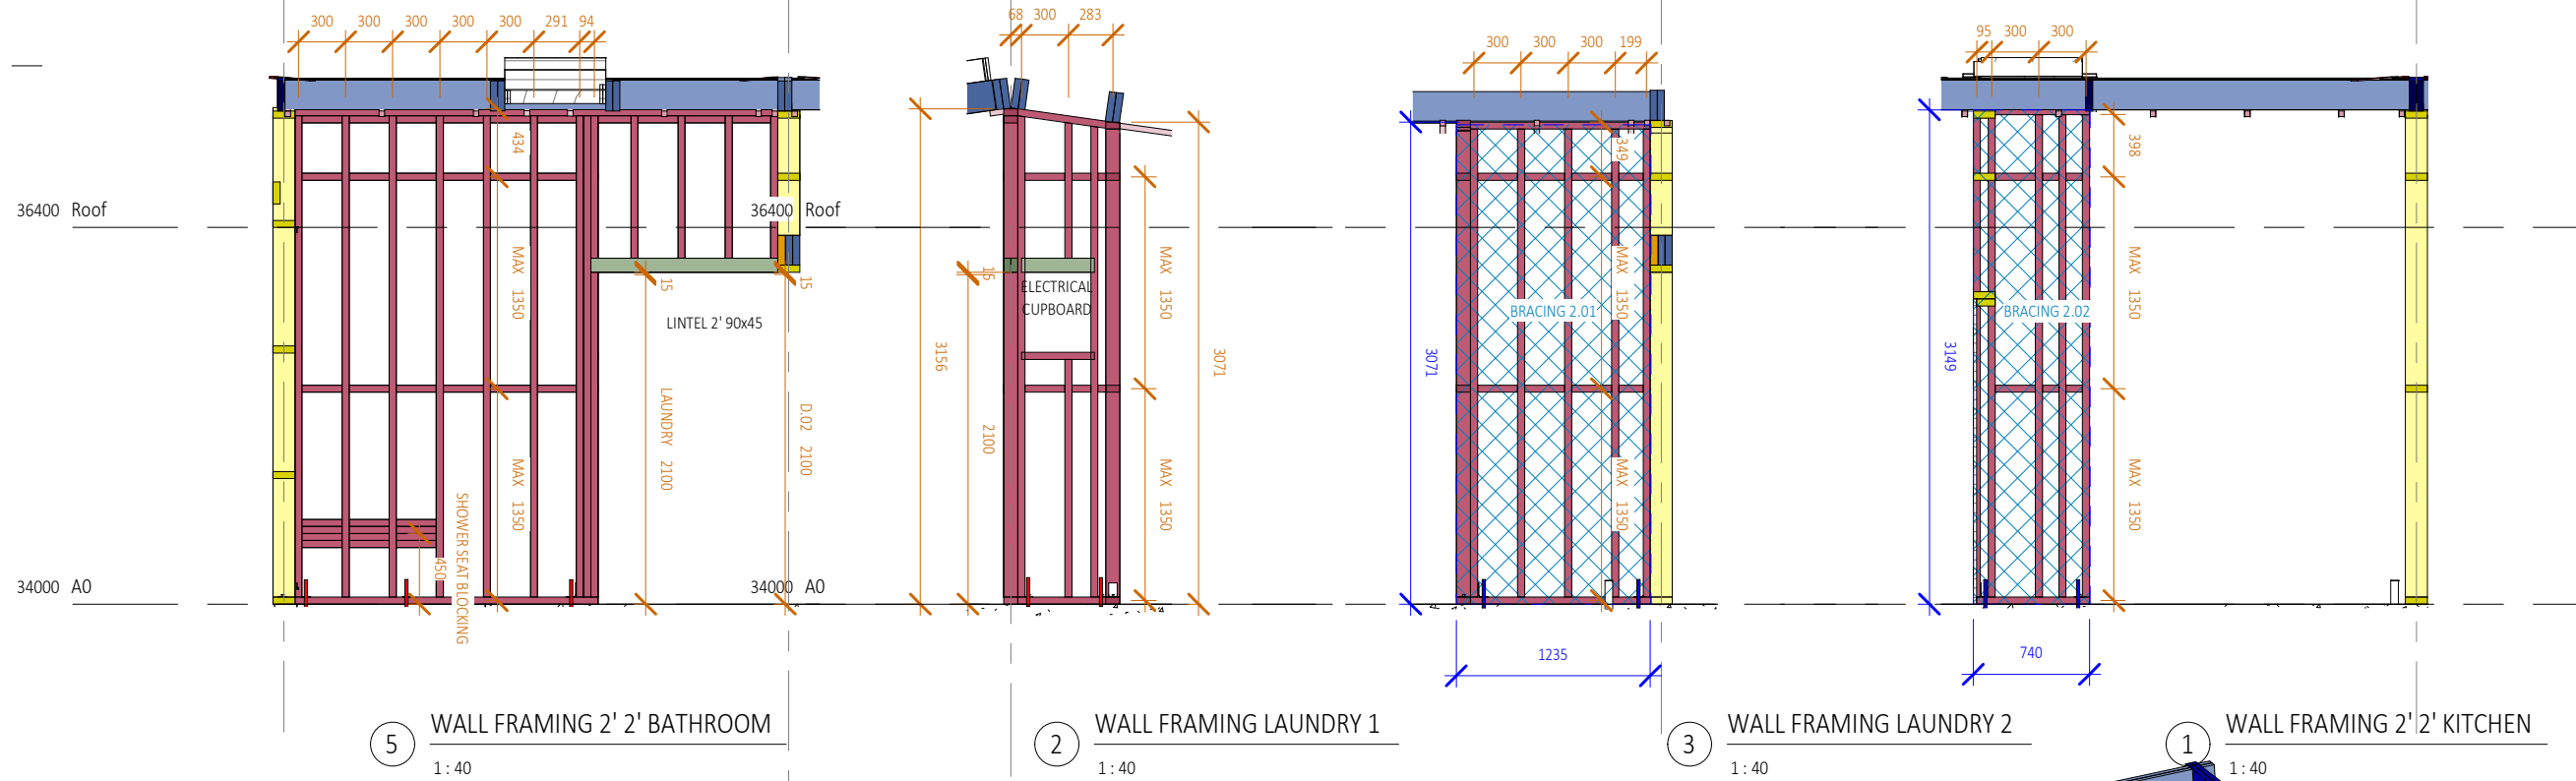 300 300 300 300 300 291 94
434
36400 Roof
36400 Roof
MAX 1350
15
15
LINTEL 2' 90x45
MAX 1350
LAUNDRY 2100
D.02 2100
SHOWER SEAT BLOCKING
450
34000 A0
34000 A0
5
WALL FRAMING 2' 2' BATHROOM
1 : 40
68 300 283
15
ELECTRICAL
CUPBOARD
MAX 1350
3156
3071
2100
MAX 1350
2
WALL FRAMING LAUNDRY 1
1 : 40
300 300 300 199
349
MAX 1350
BRACING 2.01
3071
MAX 1350
1235
3
WALL FRAMING LAUNDRY 2
1 : 40
95 300 300
398
MAX 1350
BRACING 2.02
3149
MAX 1350
740
1
WALL FRAMING 2' 2' KITCHEN
1 : 40